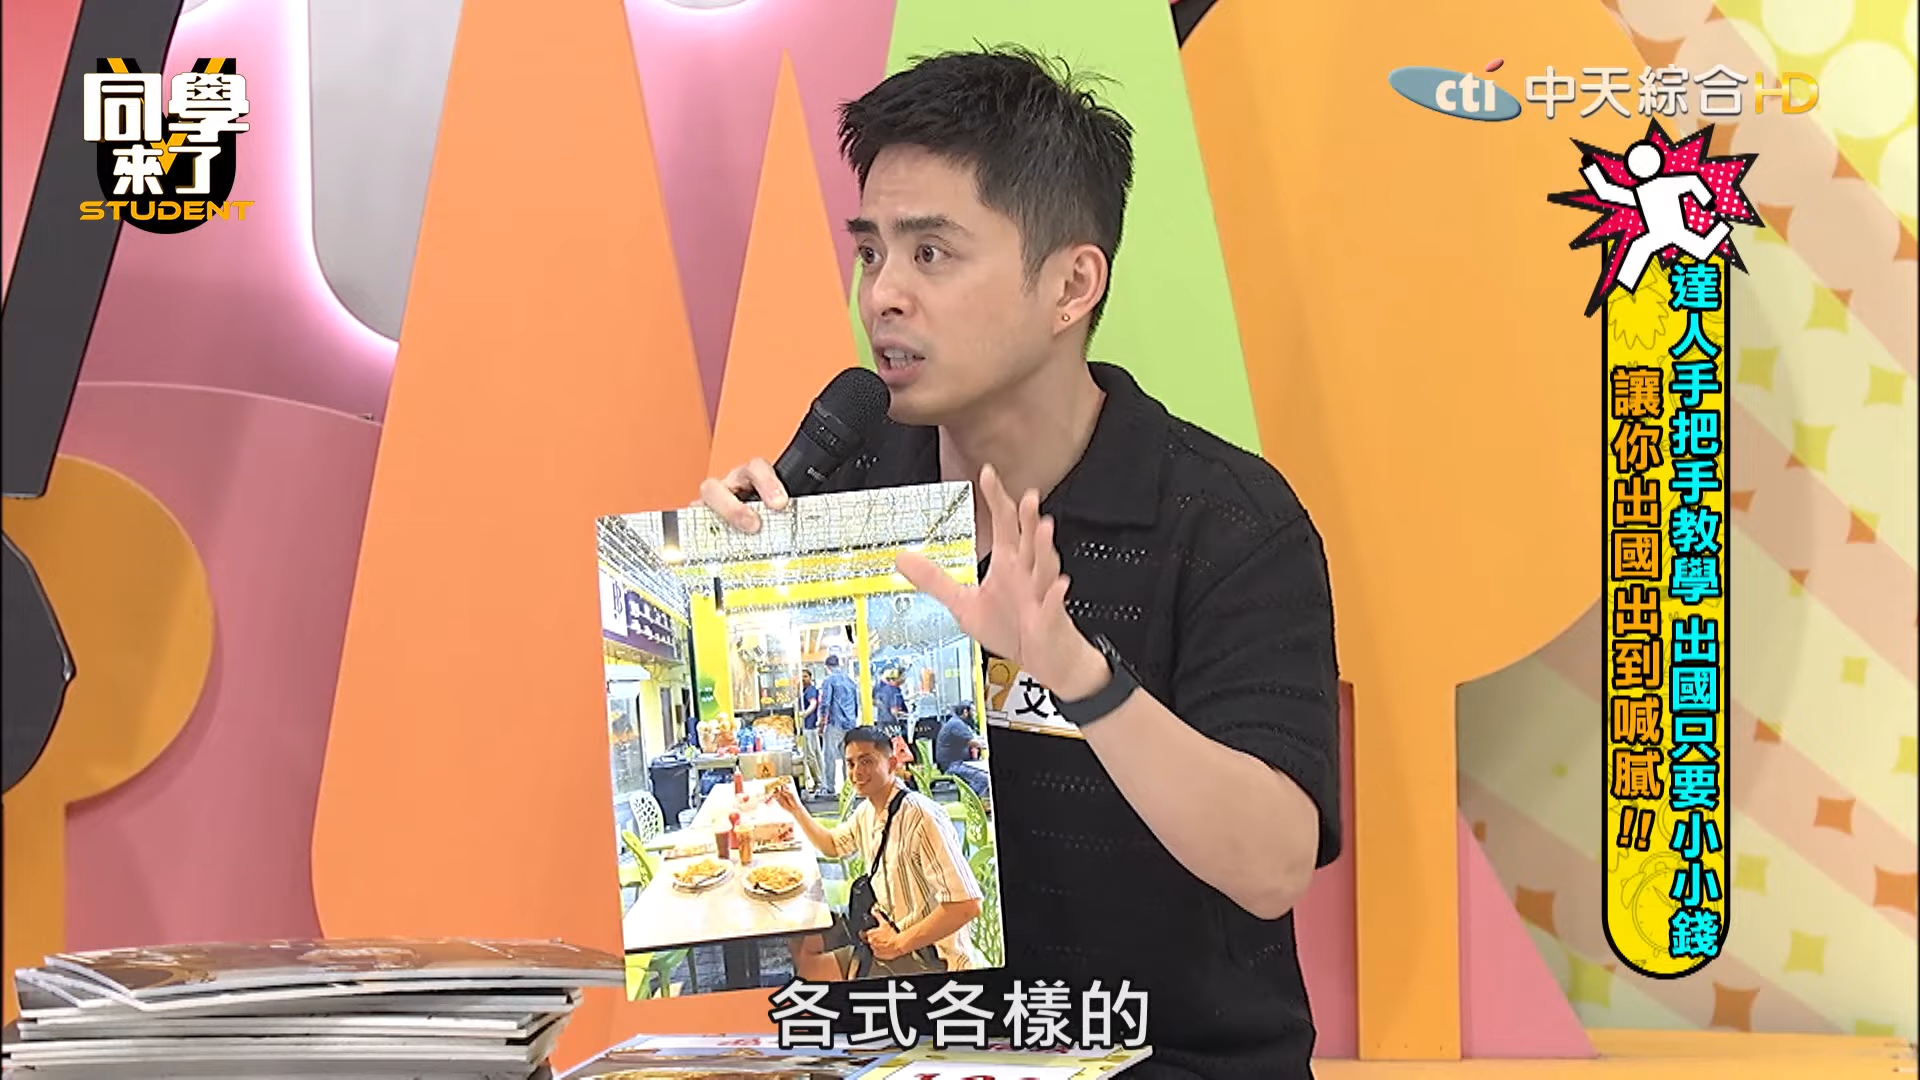 同學
來了
STUDENT
cti 中天綜合HD
達人手把手教學 出國只要小小錢
讓你出國出到喊膩!!
艾
各式各樣的